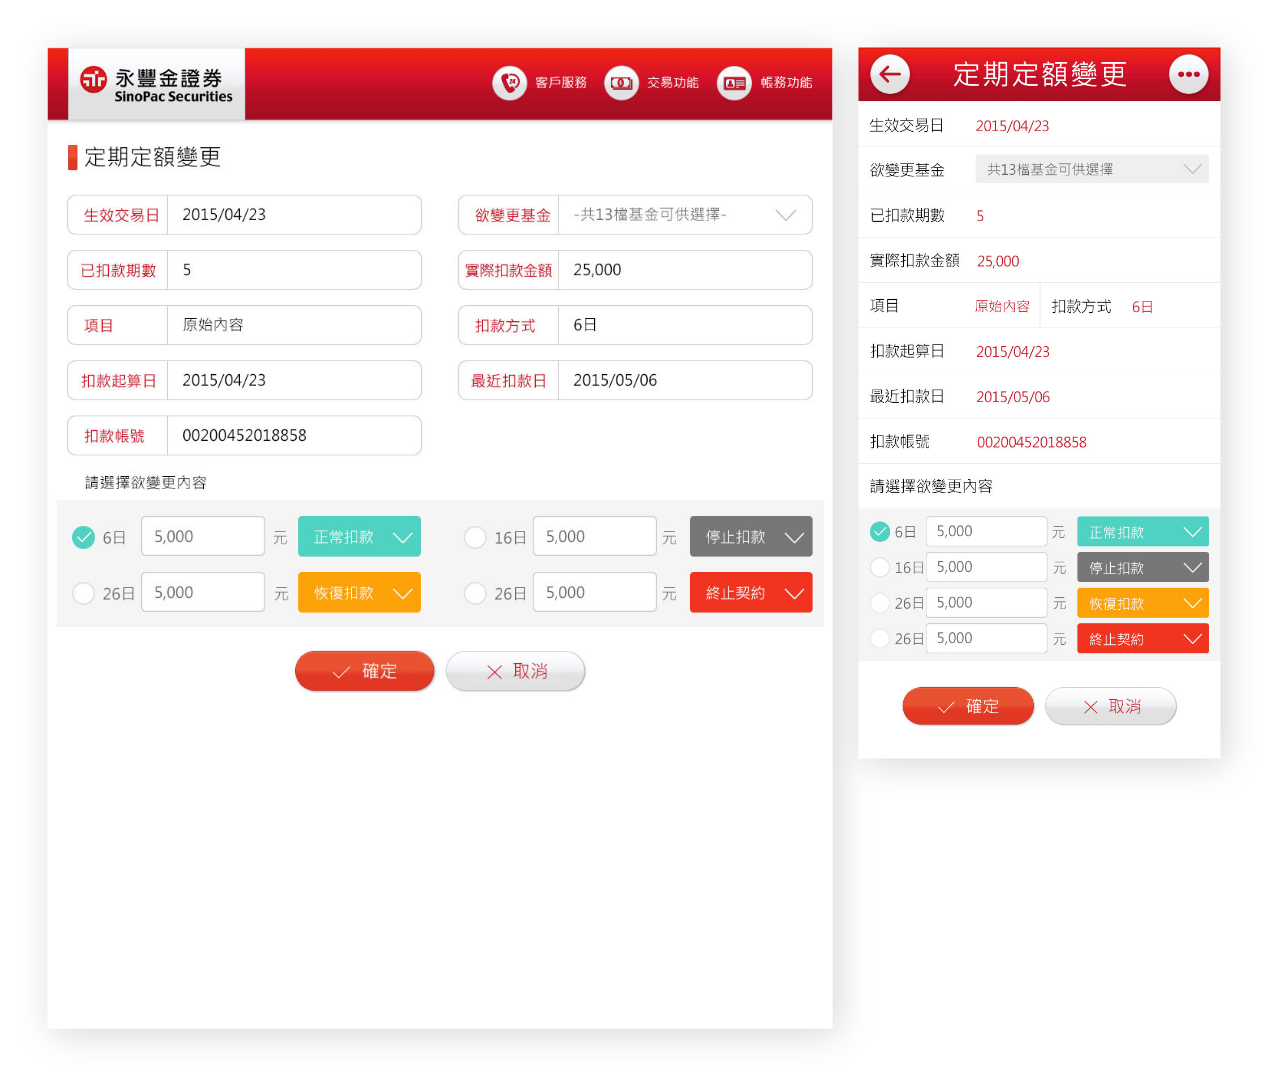 永豐金證券
SinoPac Securities
客戶服務
交易功能
帳務功能
定期定額變更
生效交易日 2015/04/23
欲變更基金 -共13檔基金可供選擇-
已扣款期數 5
實際扣款金額 25,000
項目 原始內容
扣款方式 6日
扣款起算日 2015/04/23
最近扣款日 2015/05/06
扣款帳號 00200452018858
請選擇欲變更內容
6日 5,000 元 正常扣款
16日 5,000 元 停止扣款
26日 5,000 元 恢復扣款
26日 5,000 元 終止契約
確定
取消
定期定額變更
生效交易日 2015/04/23
欲變更基金 共13檔基金可供選擇
已扣款期數 5
實際扣款金額 25,000
項目 原始內容 扣款方式 6日
扣款起算日 2015/04/23
最近扣款日 2015/05/06
扣款帳號 00200452018858
請選擇欲變更內容
6日 5,000 元 正常扣款
16日 5,000 元 停止扣款
26日 5,000 元 恢復扣款
26日 5,000 元 終止契約
確定
取消